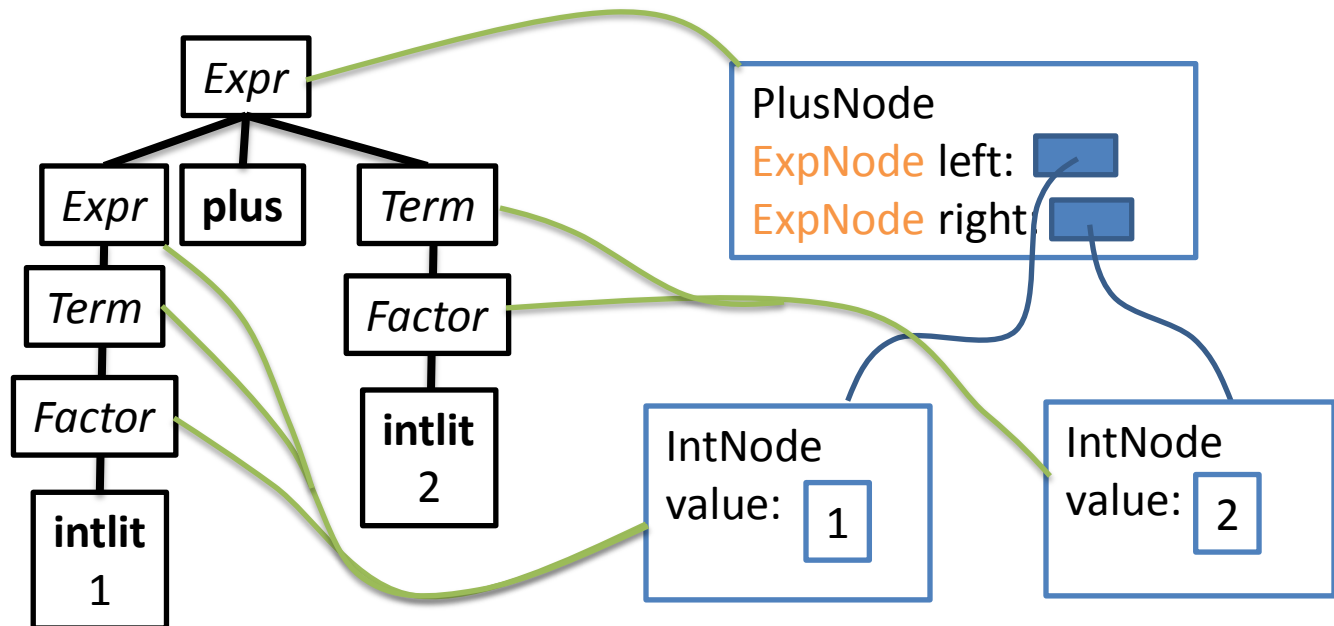 Expr
Expr
plus
Term
Term
Factor
Factor
intlit
2
intlit
1
PlusNode
ExpNode left:
ExpNode right:
IntNode
value: 1
IntNode
value: 2